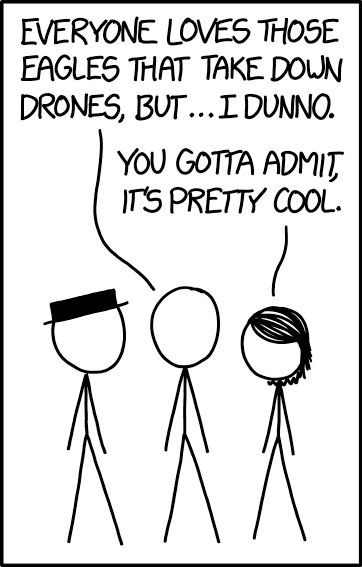 EVERYONE LOVES THOSE
EAGLES THAT TAKE DOWN
DRONES, BUT... I DUNNO.
YOU GOTTA ADMIT,
IT'S PRETTY COOL.